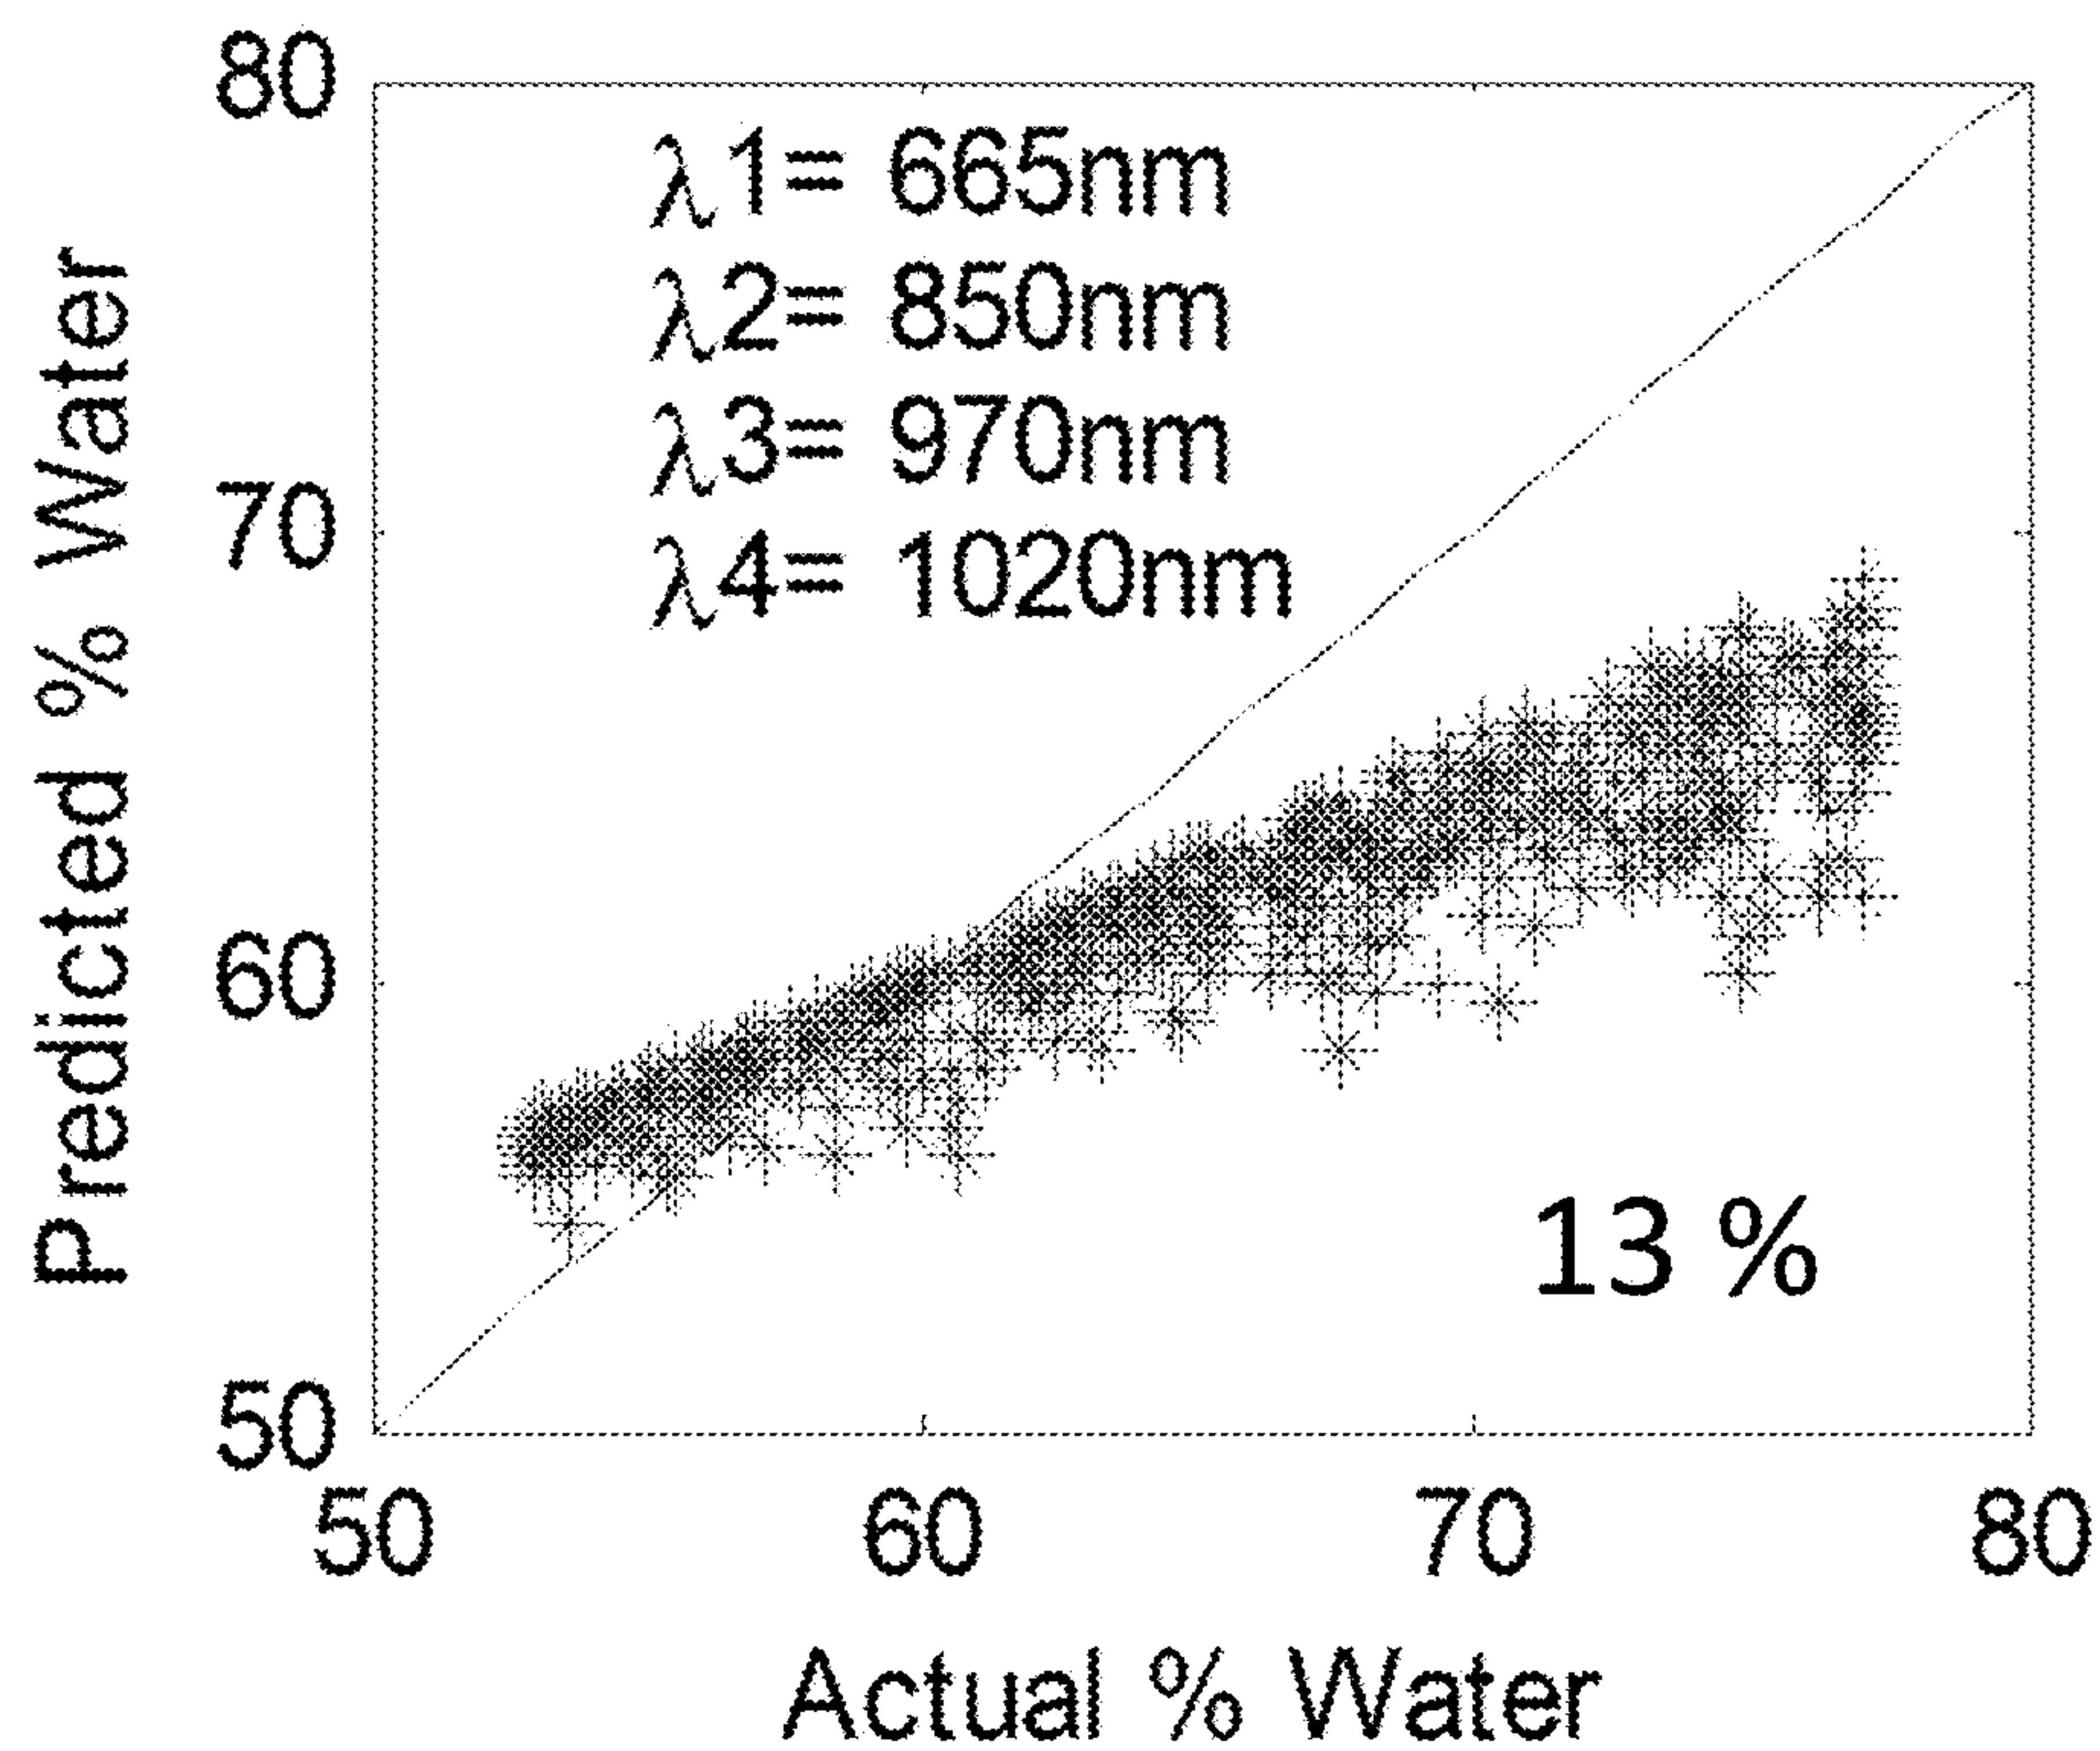 80
70
60
50
Predicted % Water
λ1= 665nm
λ2= 850nm
λ3= 970nm
λ4= 1020nm
13 %
50 60 70 80
Actual % Water